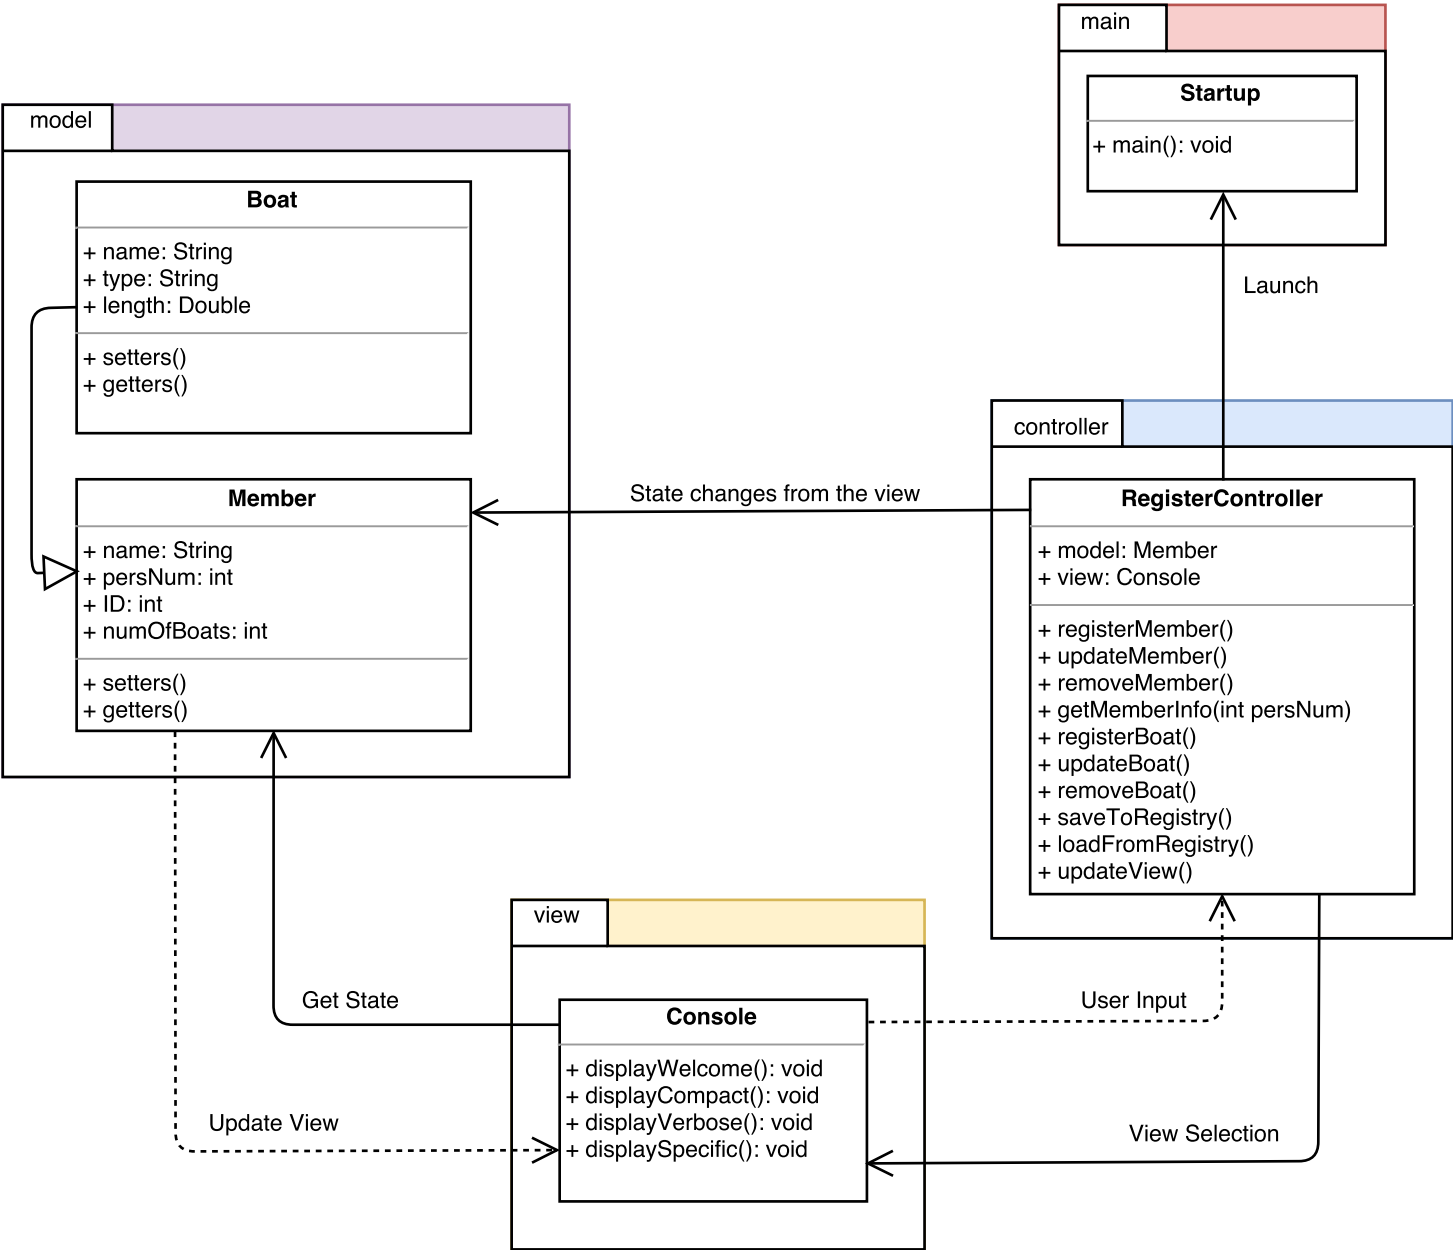 main
Startup
+ main(): void
Launch
model
Boat
+ name: String
+ type: String
+ length: Double
+ setters()
+ getters()
Member
+ name: String
+ persNum: int
+ ID: int
+ numOfBoats: int
+ setters()
+ getters()
State changes from the view
controller
RegisterController
+ model: Member
+ view: Console
+ registerMember()
+ updateMember()
+ removeMember()
+ getMemberInfo(int persNum)
+ registerBoat()
+ updateBoat()
+ removeBoat()
+ saveToRegistry()
+ loadFromRegistry()
+ updateView()
view
Console
+ displayWelcome(): void
+ displayCompact(): void
+ displayVerbose(): void
+ displaySpecific(): void
Get State
Update View
User Input
View Selection